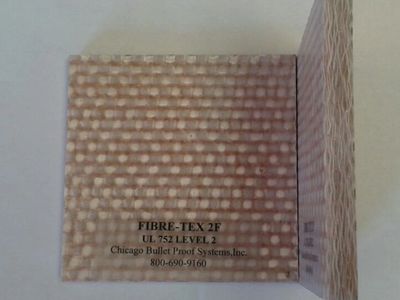 FIBRE-TEX 2F
UL 752 LEVEL 2
Chicago Bullet Proof Systems,Inc.
800-690-9160